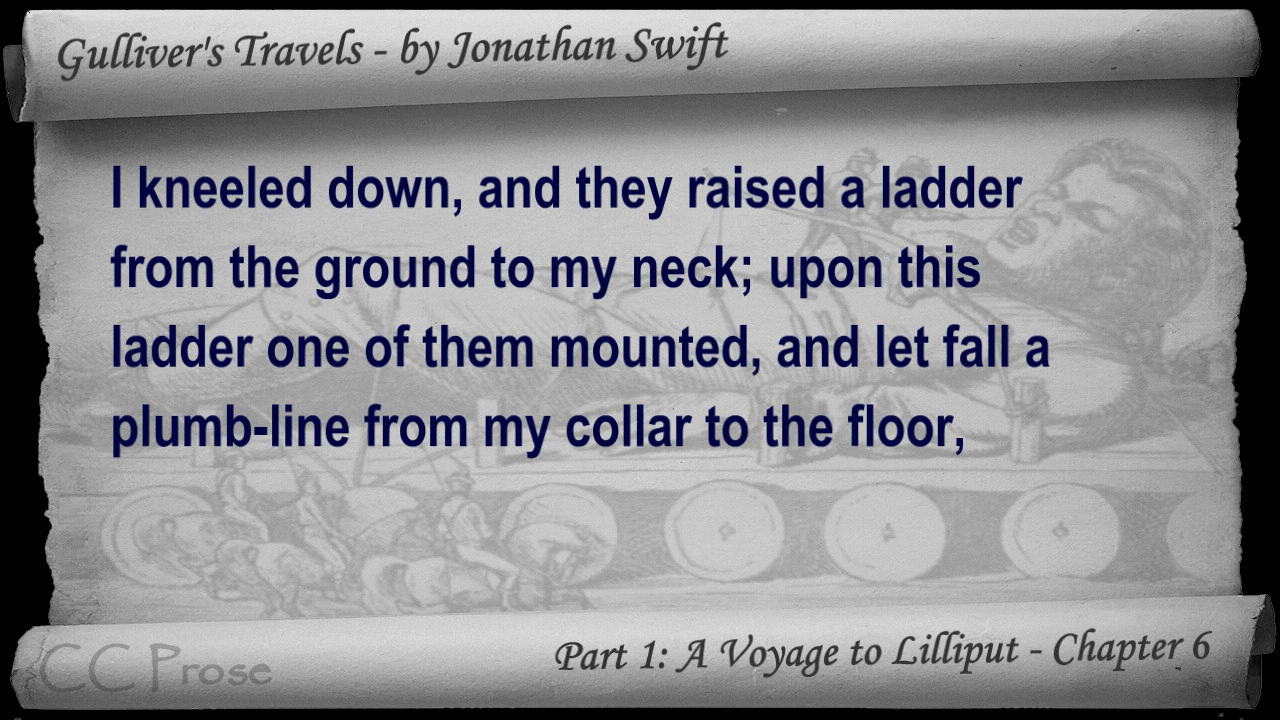 Gulliver's Travels - by Jonathan Swift
I kneeled down, and they raised a ladder
from the ground to my neck; upon this
ladder one of them mounted, and let fall a
plumb-line from my collar to the floor,
CC Prose
Part 1: A Voyage to Lilliput - Chapter 6